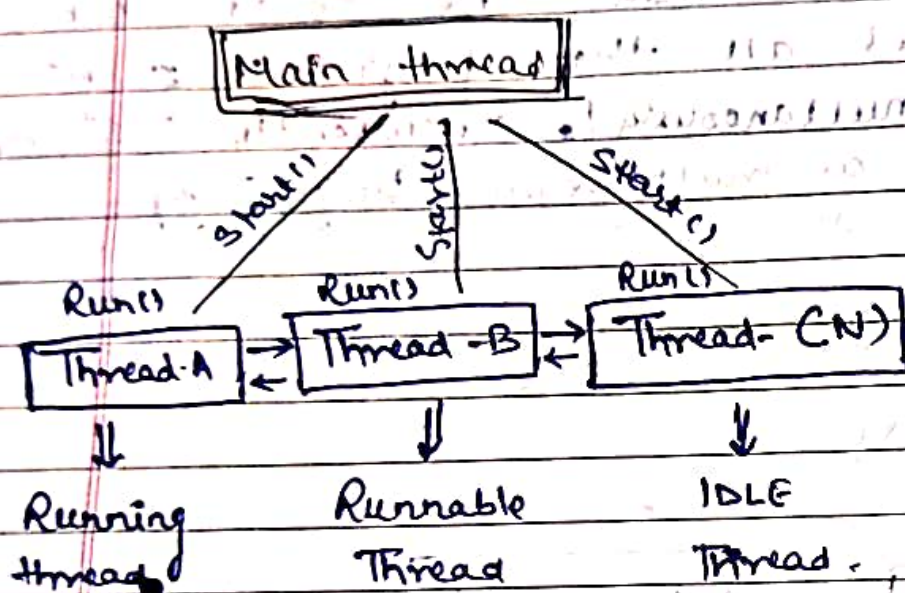 Main thread
Start()
Start()
Start()
Run()
Run()
Run()
Thread-A
Thread-B
Thread-(N)
Running
thread
Runnable
Thread
IDLE
Thread.